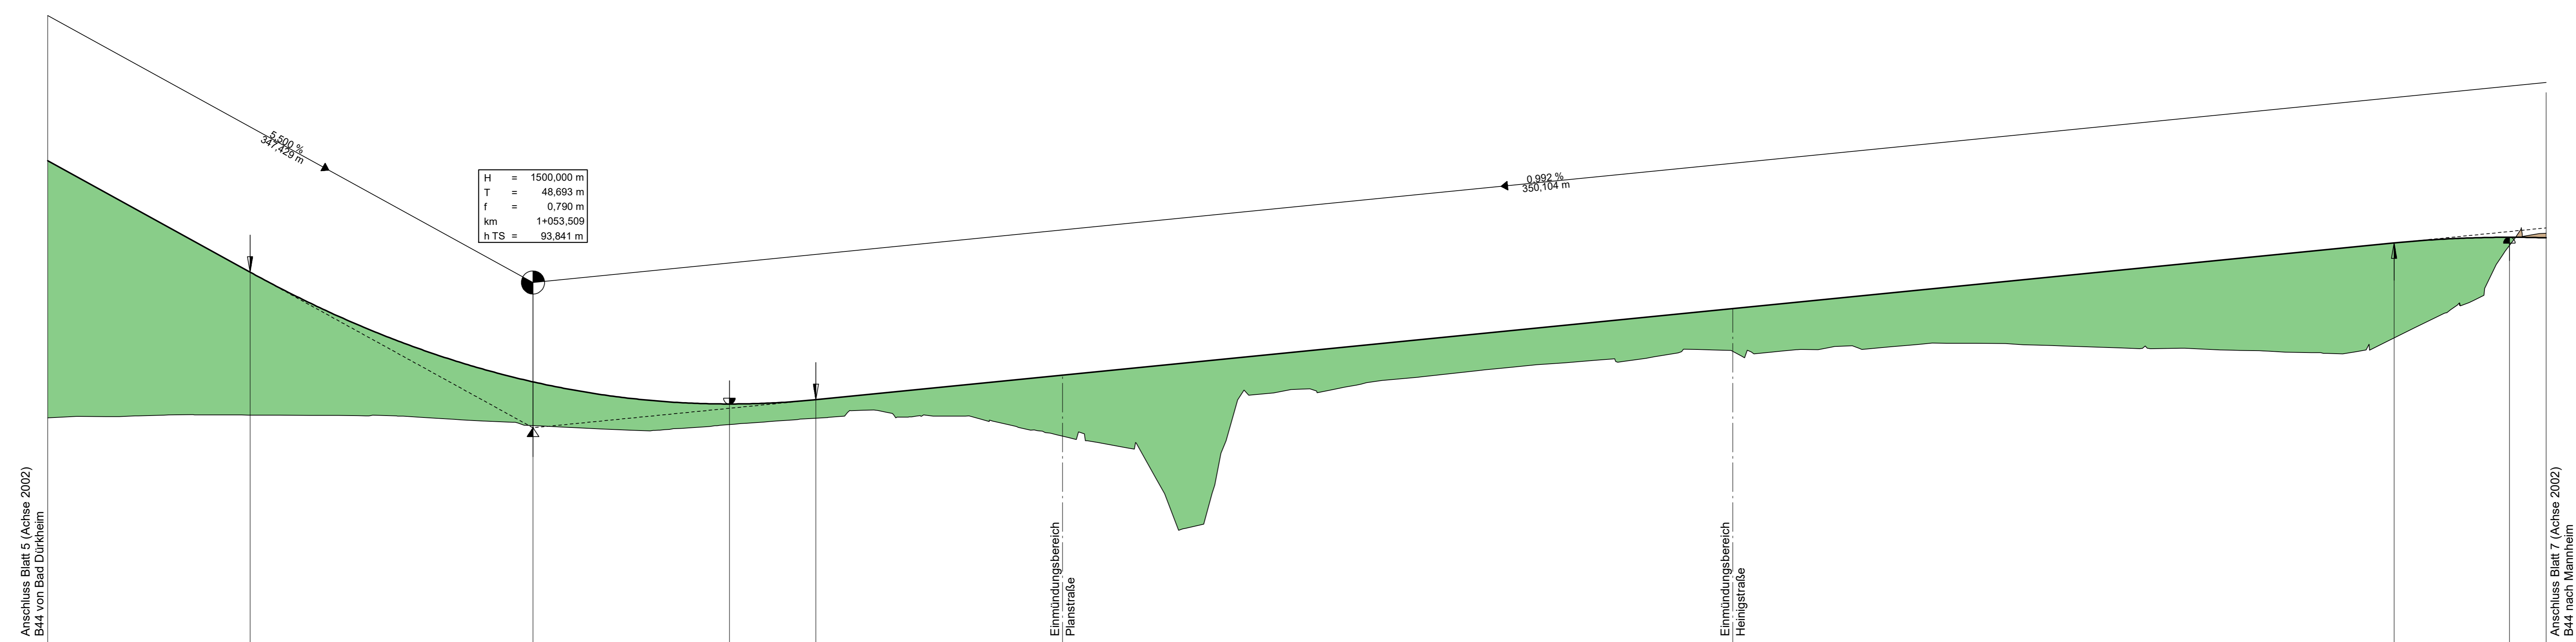 5,500 %
347,429 m
H = 1500,000 m
T = 48,693 m
f = 0,790 m
km 1+053,509
h TS = 93,841 m
0,992 %
350,104 m
Anschluss Blatt 5 (Achse 2002)
B44 von Bad Dürkheim
Einmündungsbereich
Planstraße
Einmündungsbereich
Heinigstraße
Anschluss Blatt 7 (Achse 2002)
B44 nach Mannheim